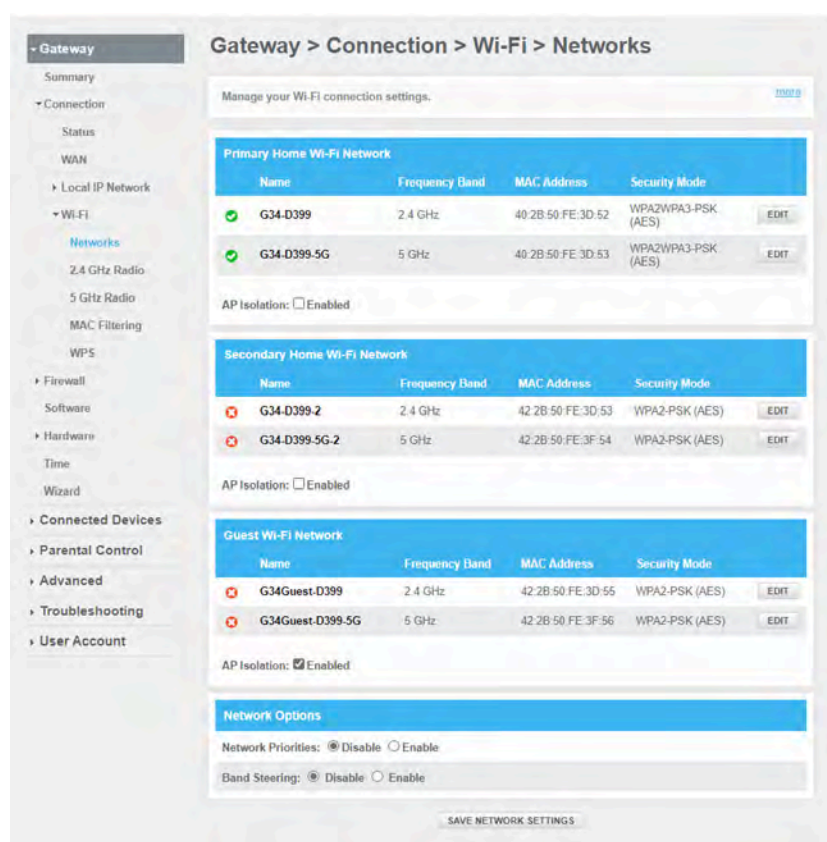 Gateway
Summary
Connection
Status
WAN
Local IP Network
Wi-Fi
Networks
2.4 GHz Radio
5 GHz Radio
MAC Filtering
WPS
Firewall
Software
Hardware
Time
Wizard
Connected Devices
Parental Control
Advanced
Troubleshooting
User Account
Gateway > Connection > Wi-Fi > Networks
Manage your Wi-Fi connection settings. more
Primary Home Wi-Fi Network
Name Frequency Band MAC Address Security Mode
G34-D399 2.4 GHz 40:2B:50:FE:3D:52 WPA2WPA3-PSK (AES) EDIT
G34-D399-5G 5 GHz 40:2B:50:FE:3D:53 WPA2WPA3-PSK (AES) EDIT
AP Isolation: Enabled
Secondary Home Wi-Fi Network
Name Frequency Band MAC Address Security Mode
G34-D399-2 2.4 GHz 42:2B:50:FE:3D:53 WPA2-PSK (AES) EDIT
G34-D399-5G-2 5 GHz 42:2B:50:FE:3F:54 WPA2-PSK (AES) EDIT
AP Isolation: Enabled
Guest Wi-Fi Network
Name Frequency Band MAC Address Security Mode
G34Guest-D399 2.4 GHz 42:2B:50:FE:3D:55 WPA2-PSK (AES) EDIT
G34Guest-D399-5G 5 GHz 42:2B:50:FE:3F:56 WPA2-PSK (AES) EDIT
AP Isolation: Enabled
Network Options
Network Priorities: Disable Enable
Band Steering: Disable Enable
SAVE NETWORK SETTINGS